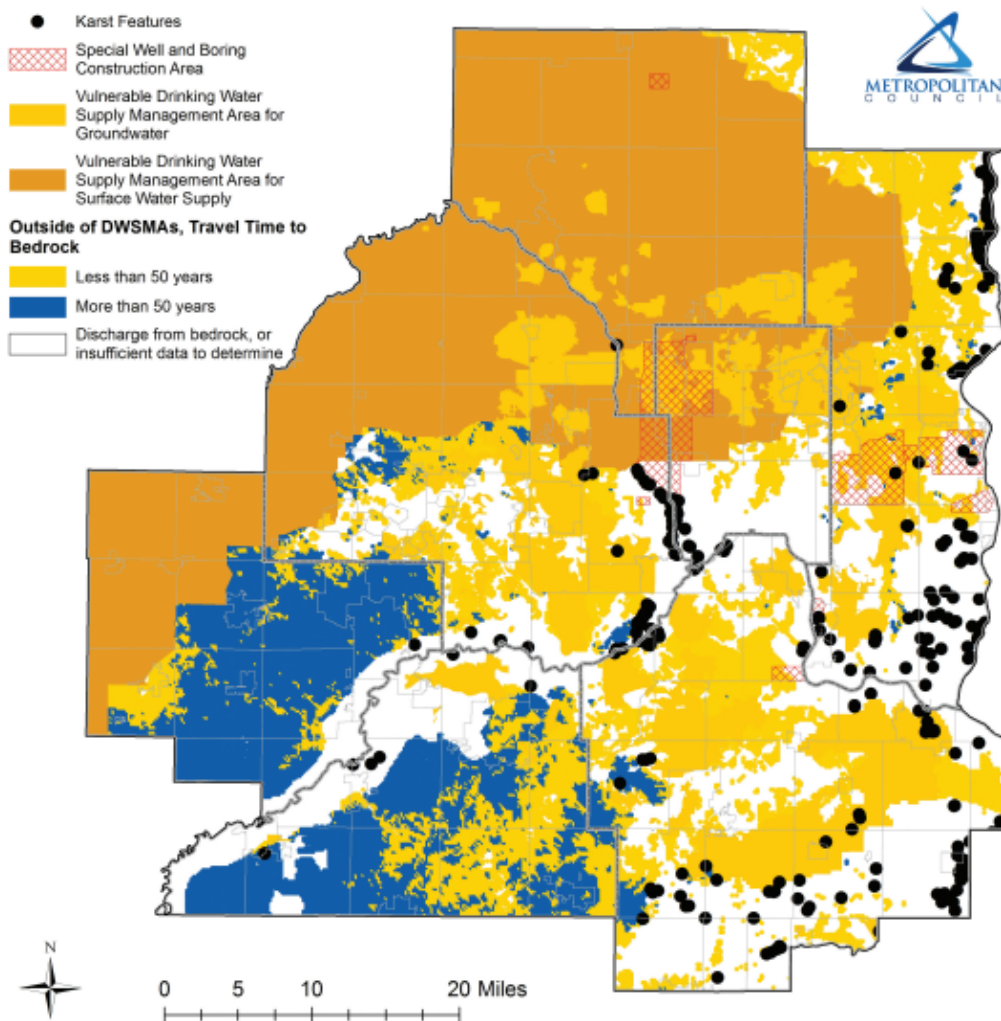 Karst Features
Special Well and Boring
Construction Area
Vulnerable Drinking Water
Supply Management Area for
Groundwater
Vulnerable Drinking Water
Supply Management Area for
Surface Water Supply
Outside of DWSMAs, Travel Time to
Bedrock
Less than 50 years
More than 50 years
Discharge from bedrock, or
insufficient data to determine
METROPOLITAN
COUNCIL
N
0 5 10 20 Miles